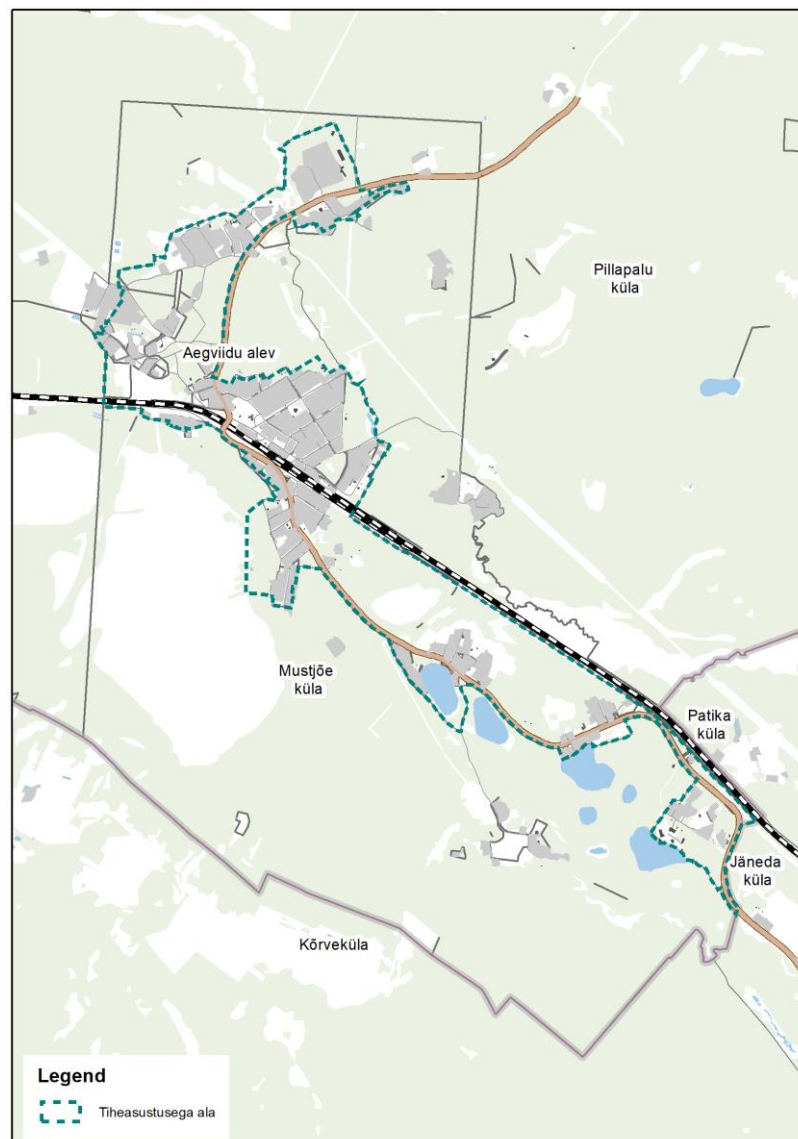 Pillapalu
küla
Aegviidu alev
Mustjõe
küla
Patika
küla
Jäneda
küla
Kõrveküla
Legend
Tiheasustusega ala